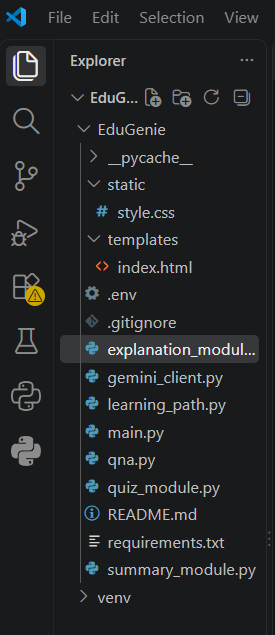 File Edit Selection View
Explorer ...
EduG...
EduGenie
__pycache__
static
# style.css
templates
<> index.html
.env
.gitignore
explanation_modul...
gemini_client.py
learning_path.py
main.py
qna.py
quiz_module.py
README.md
requirements.txt
summary_module.py
venv